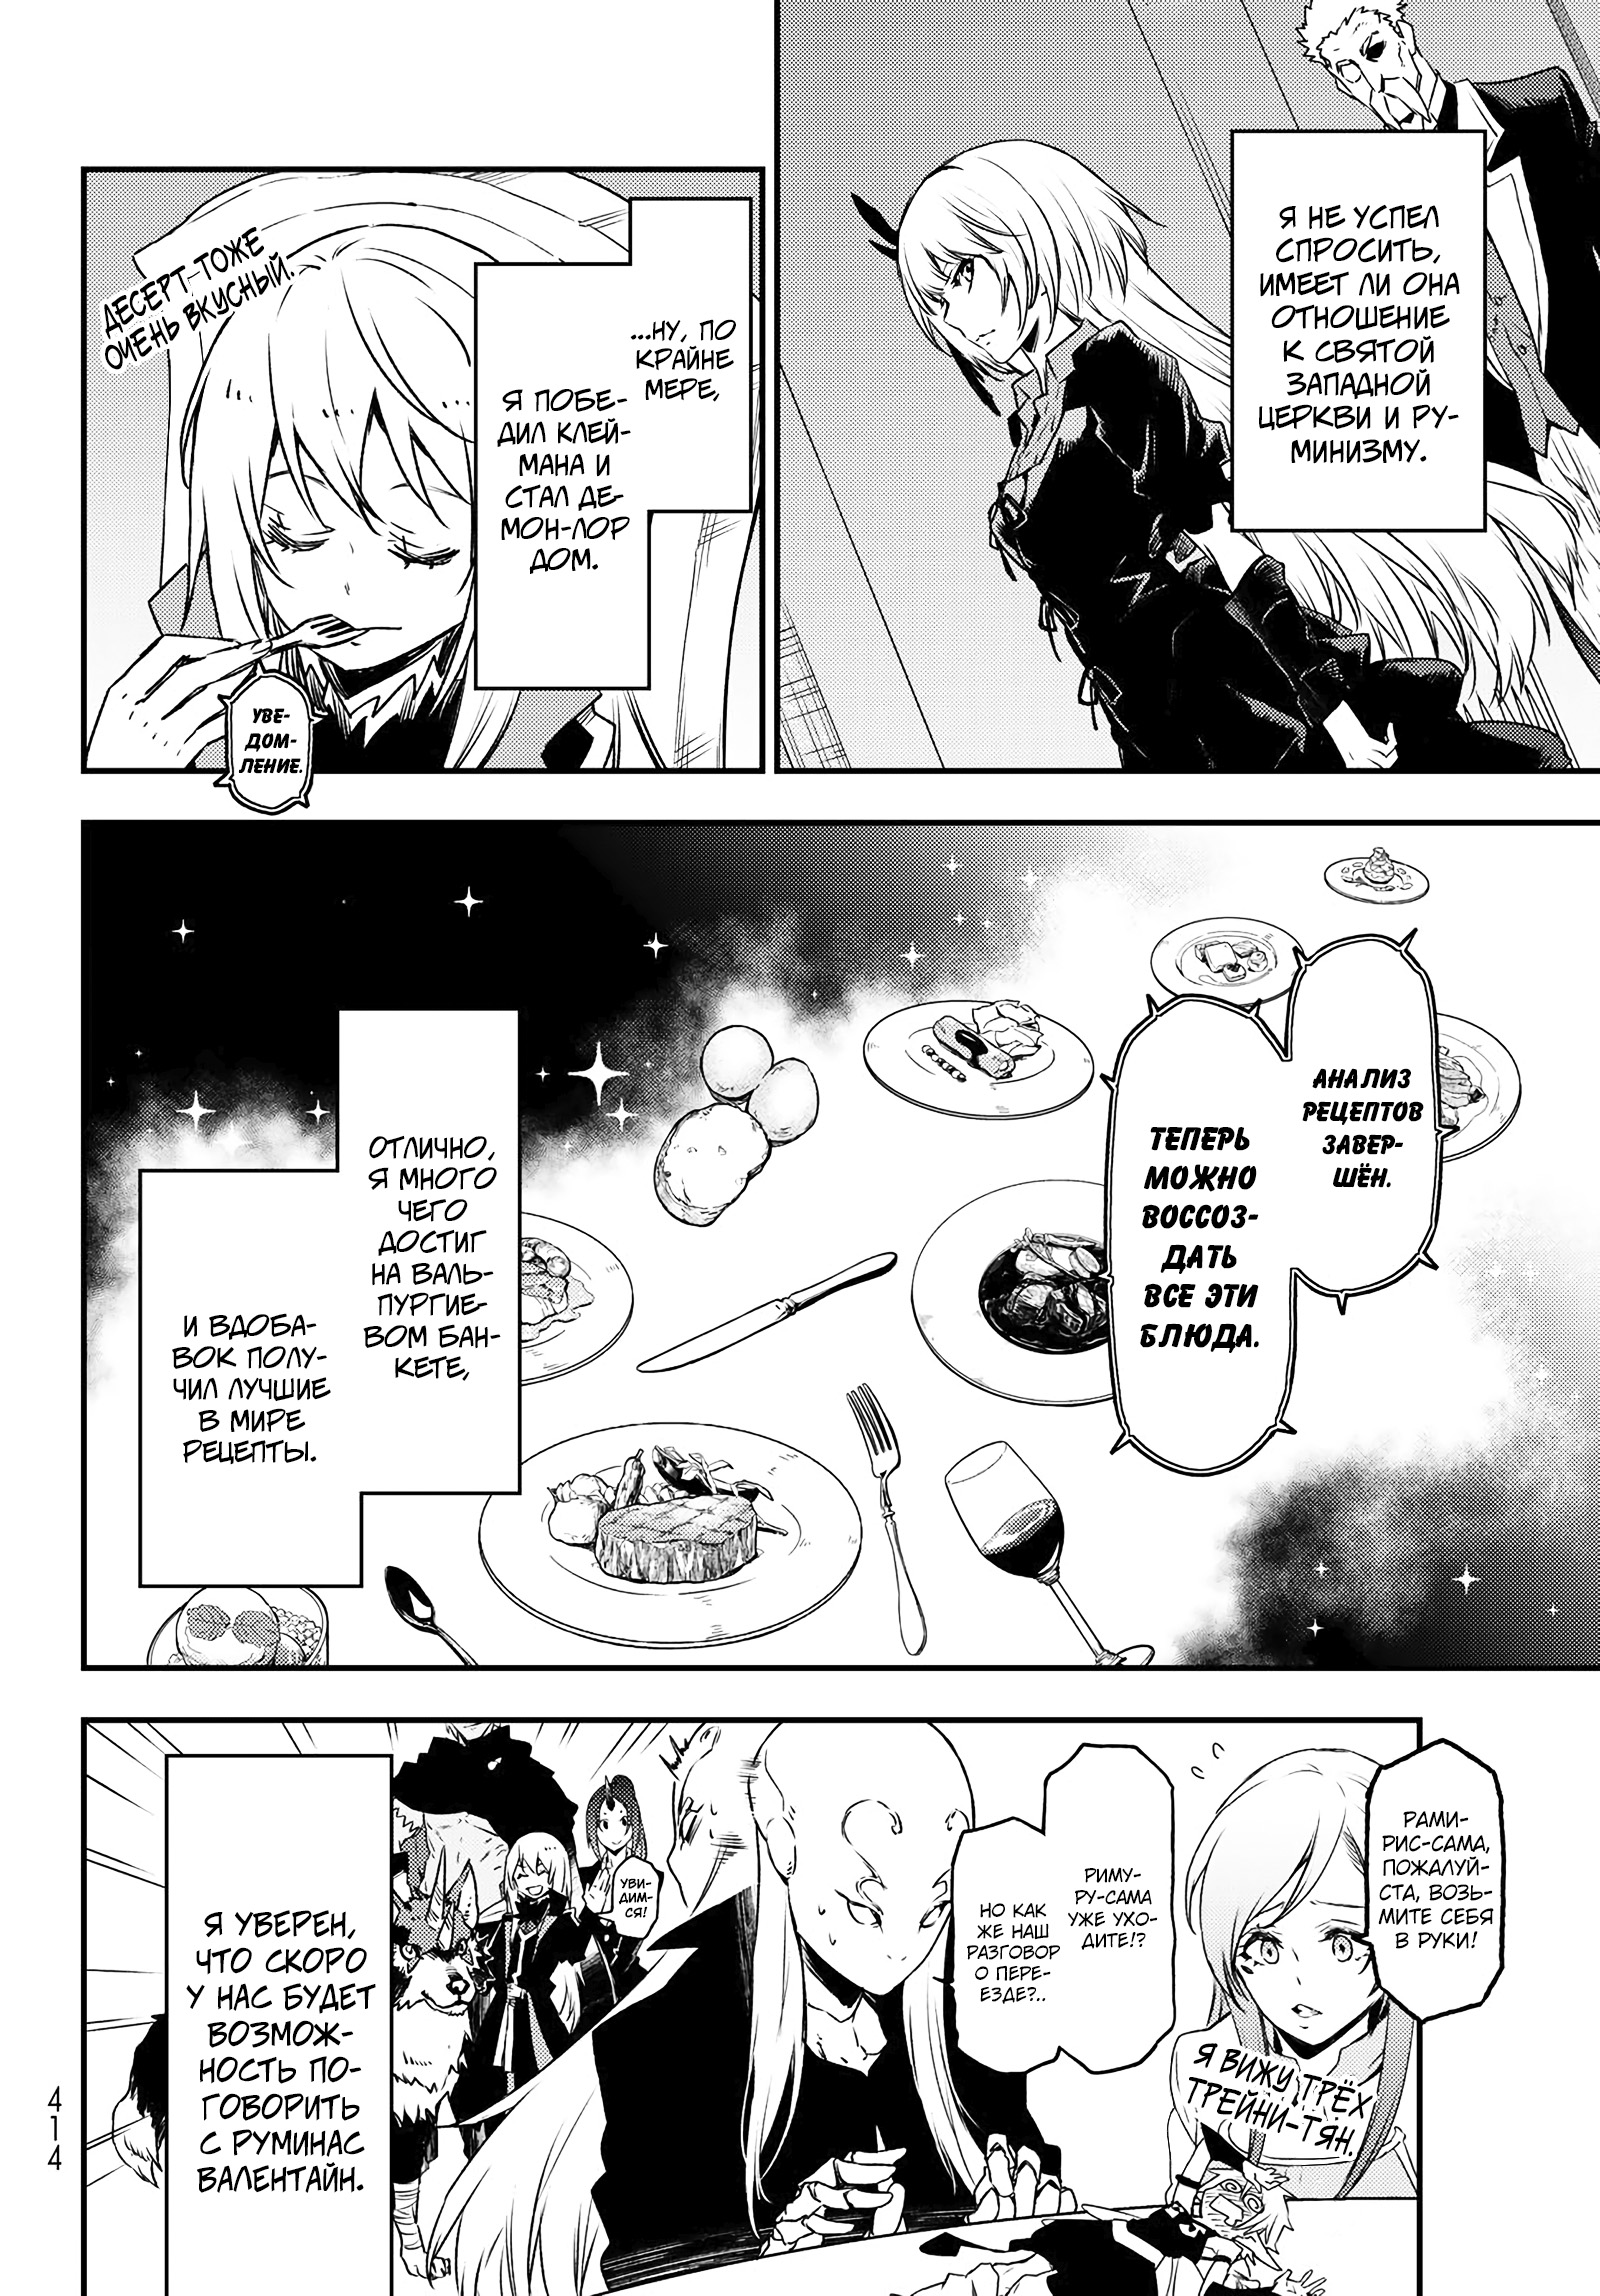 Я НЕ УСПЕЛ
СПРОСИТЬ,
ИМЕЕТ ЛИ ОНА
ОТНОШЕНИЕ
К СВЯТОЙ
ЗАПАДНОЙ
ЦЕРКВИ И РУ-
МИНИЗМУ.
...НУ, ПО
КРАЙНЕ
МЕРЕ,
Я ПОБЕ-
ДИЛ КЛЕЙ-
МАНА И
СТАЛ ДЕ-
МОН-ЛОР
ДОМ.
ДЕСЕРТ ТОЖЕ
ОЧЕНЬ ВКУСНЫЙ.
УВЕ-
ДОМ-
ЛЕНИЕ.
АНАЛИЗ
РЕЦЕПТОВ
ЗАВЕР-
ШЁН.
ТЕПЕРЬ
МОЖНО
ВОССОЗ-
ДАТЬ
ВСЕ ЭТИ
БЛЮДА.
ОТЛИЧНО,
Я МНОГО
ЧЕГО
ДОСТИГ
НА ВАЛЬ-
ПУРГИЕ-
ВОМ БАН-
КЕТЕ,
И ВДОБА-
ВОК ПОЛУ-
ЧИЛ ЛУЧШИЕ
В МИРЕ
РЕЦЕПТЫ.
РАМИ-
РИС-САМА,
ПОЖАЛУЙ-
СТА, ВОЗЬ-
МИТЕ СЕБЯ
В РУКИ!
Я ВИЖУ ТРЁХ
ТРЕЙНИ-ТЯН.
РИМУ-
РУ-САМА
УЖЕ УХО-
ДИТЕ!?
НО КАК
ЖЕ НАШ
РАЗГОВОР
О ПЕРЕ-
ЕЗДЕ?..
УВИ-
ДИМ-
СЯ!
Я УВЕРЕН,
ЧТО СКОРО
У НАС БУДЕТ
ВОЗМОЖ-
НОСТЬ ПО-
ГОВОРИТЬ
С РУМИНАС
ВАЛЕНТАЙН.
414